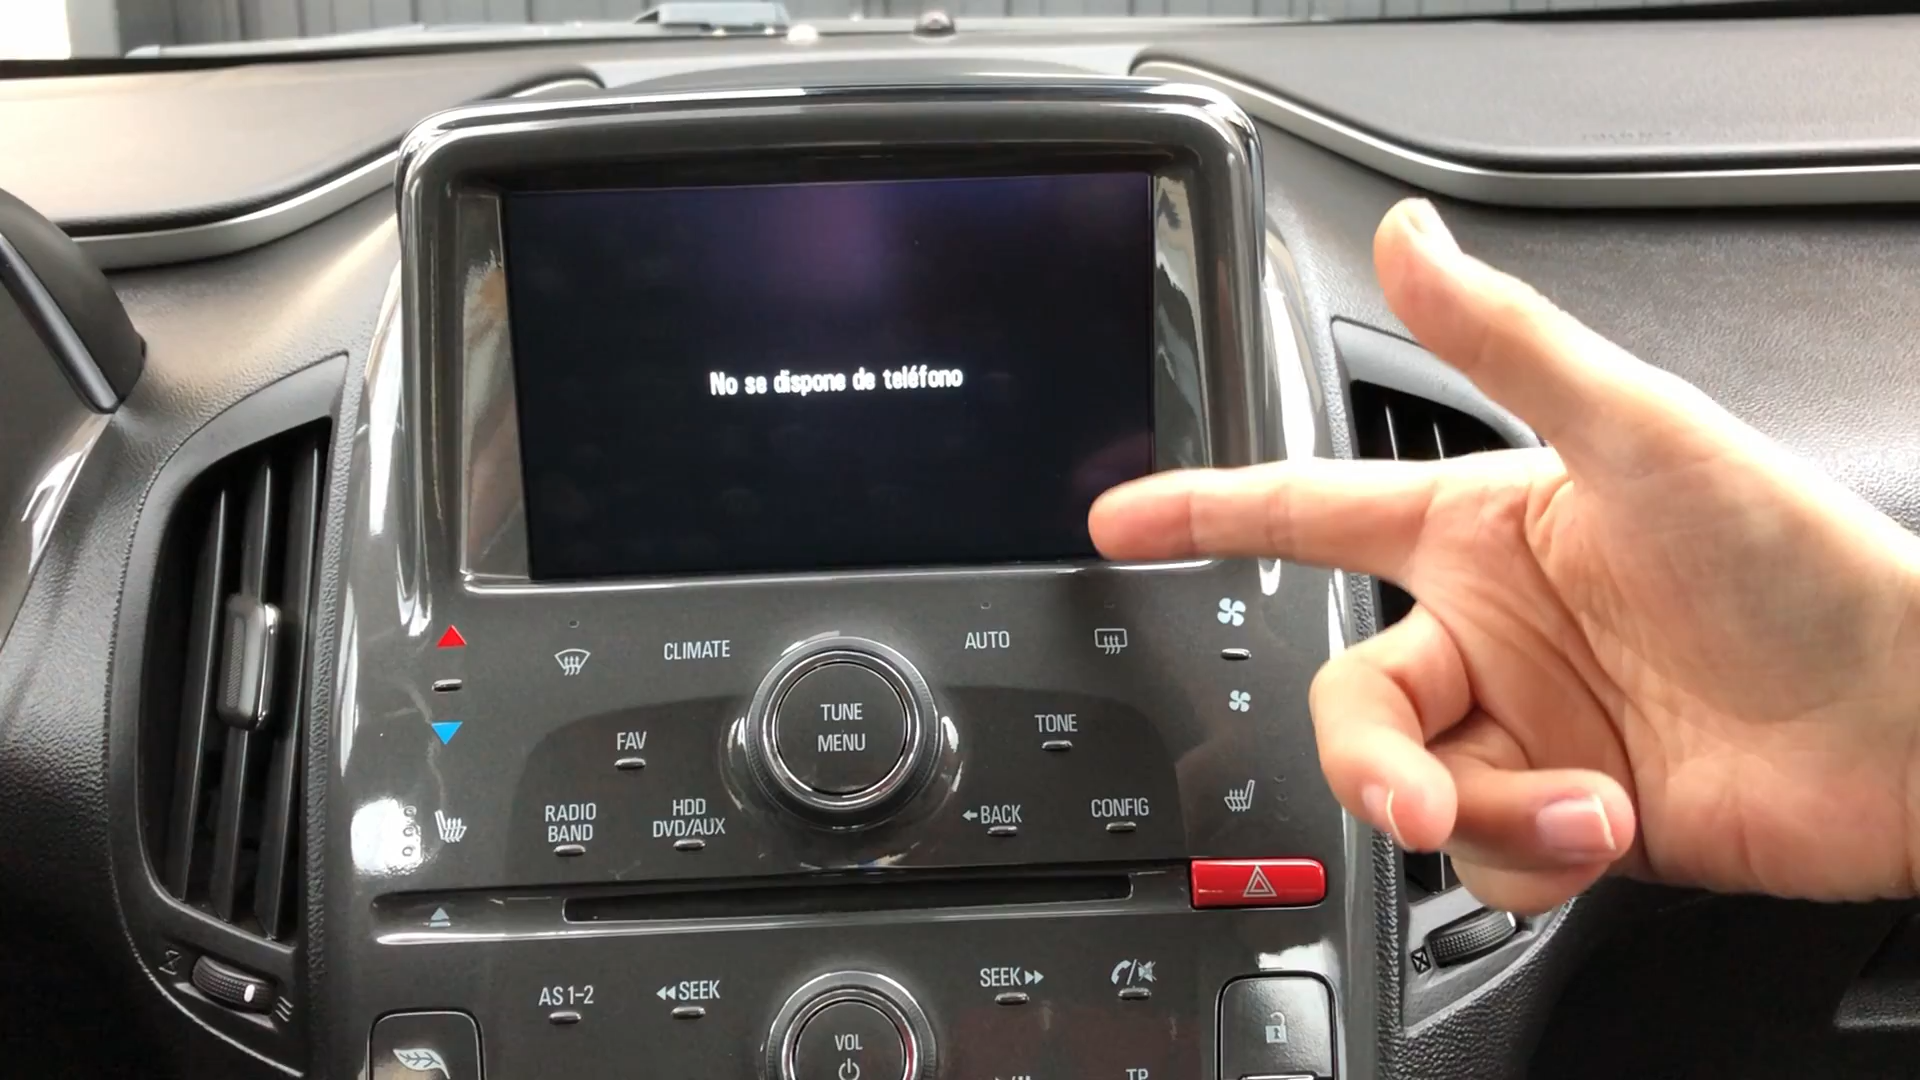 No se dispone de teléfono
CLIMATE
AUTO
TUNE
MENU
FAV
TONE
RADIO
BAND
HDD
DVD/AUX
BACK
CONFIG
AS 1-2
SEEK
SEEK
VOL
TP